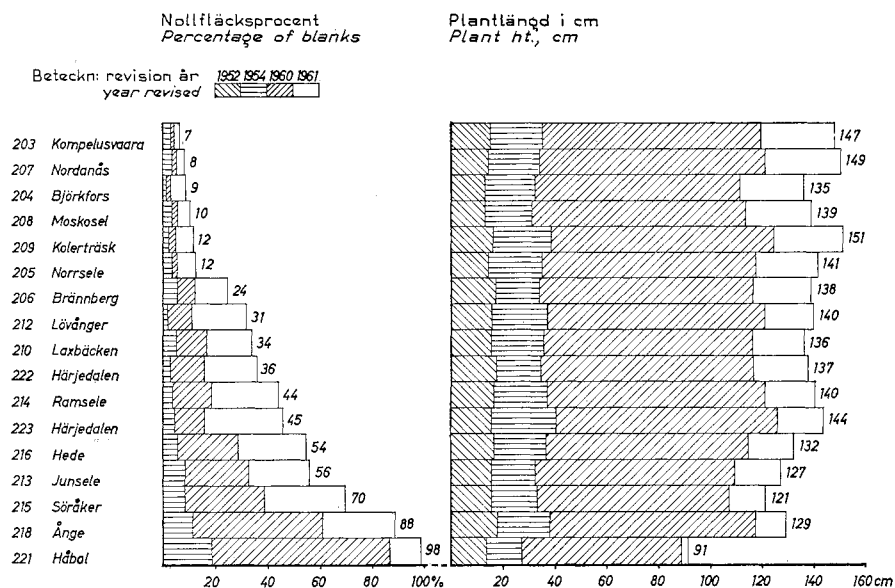 Nollfläcksprocent Plantlängd i cm
Percentage of blanks Plant ht., cm
Beteckn: revision år 1952 1954 1960 1961
year revised
203 Kompelusvaara 7 147
207 Nordanås 8 149
204 Björkfors 9 135
208 Moskosel 10 139
209 Kolerträsk 12 151
205 Norrsele 12 141
206 Brännberg 24 138
212 Lövånger 31 140
210 Laxbäcken 34 136
222 Härjedalen 36 137
214 Ramsele 44 140
223 Härjedalen 45 144
216 Hede 54 132
213 Junsele 56 127
215 Söråker 70 121
218 Ånge 88 129
221 Håbal 98 91
20 40 60 80 100% 20 40 60 80 100 120 140 160 cm